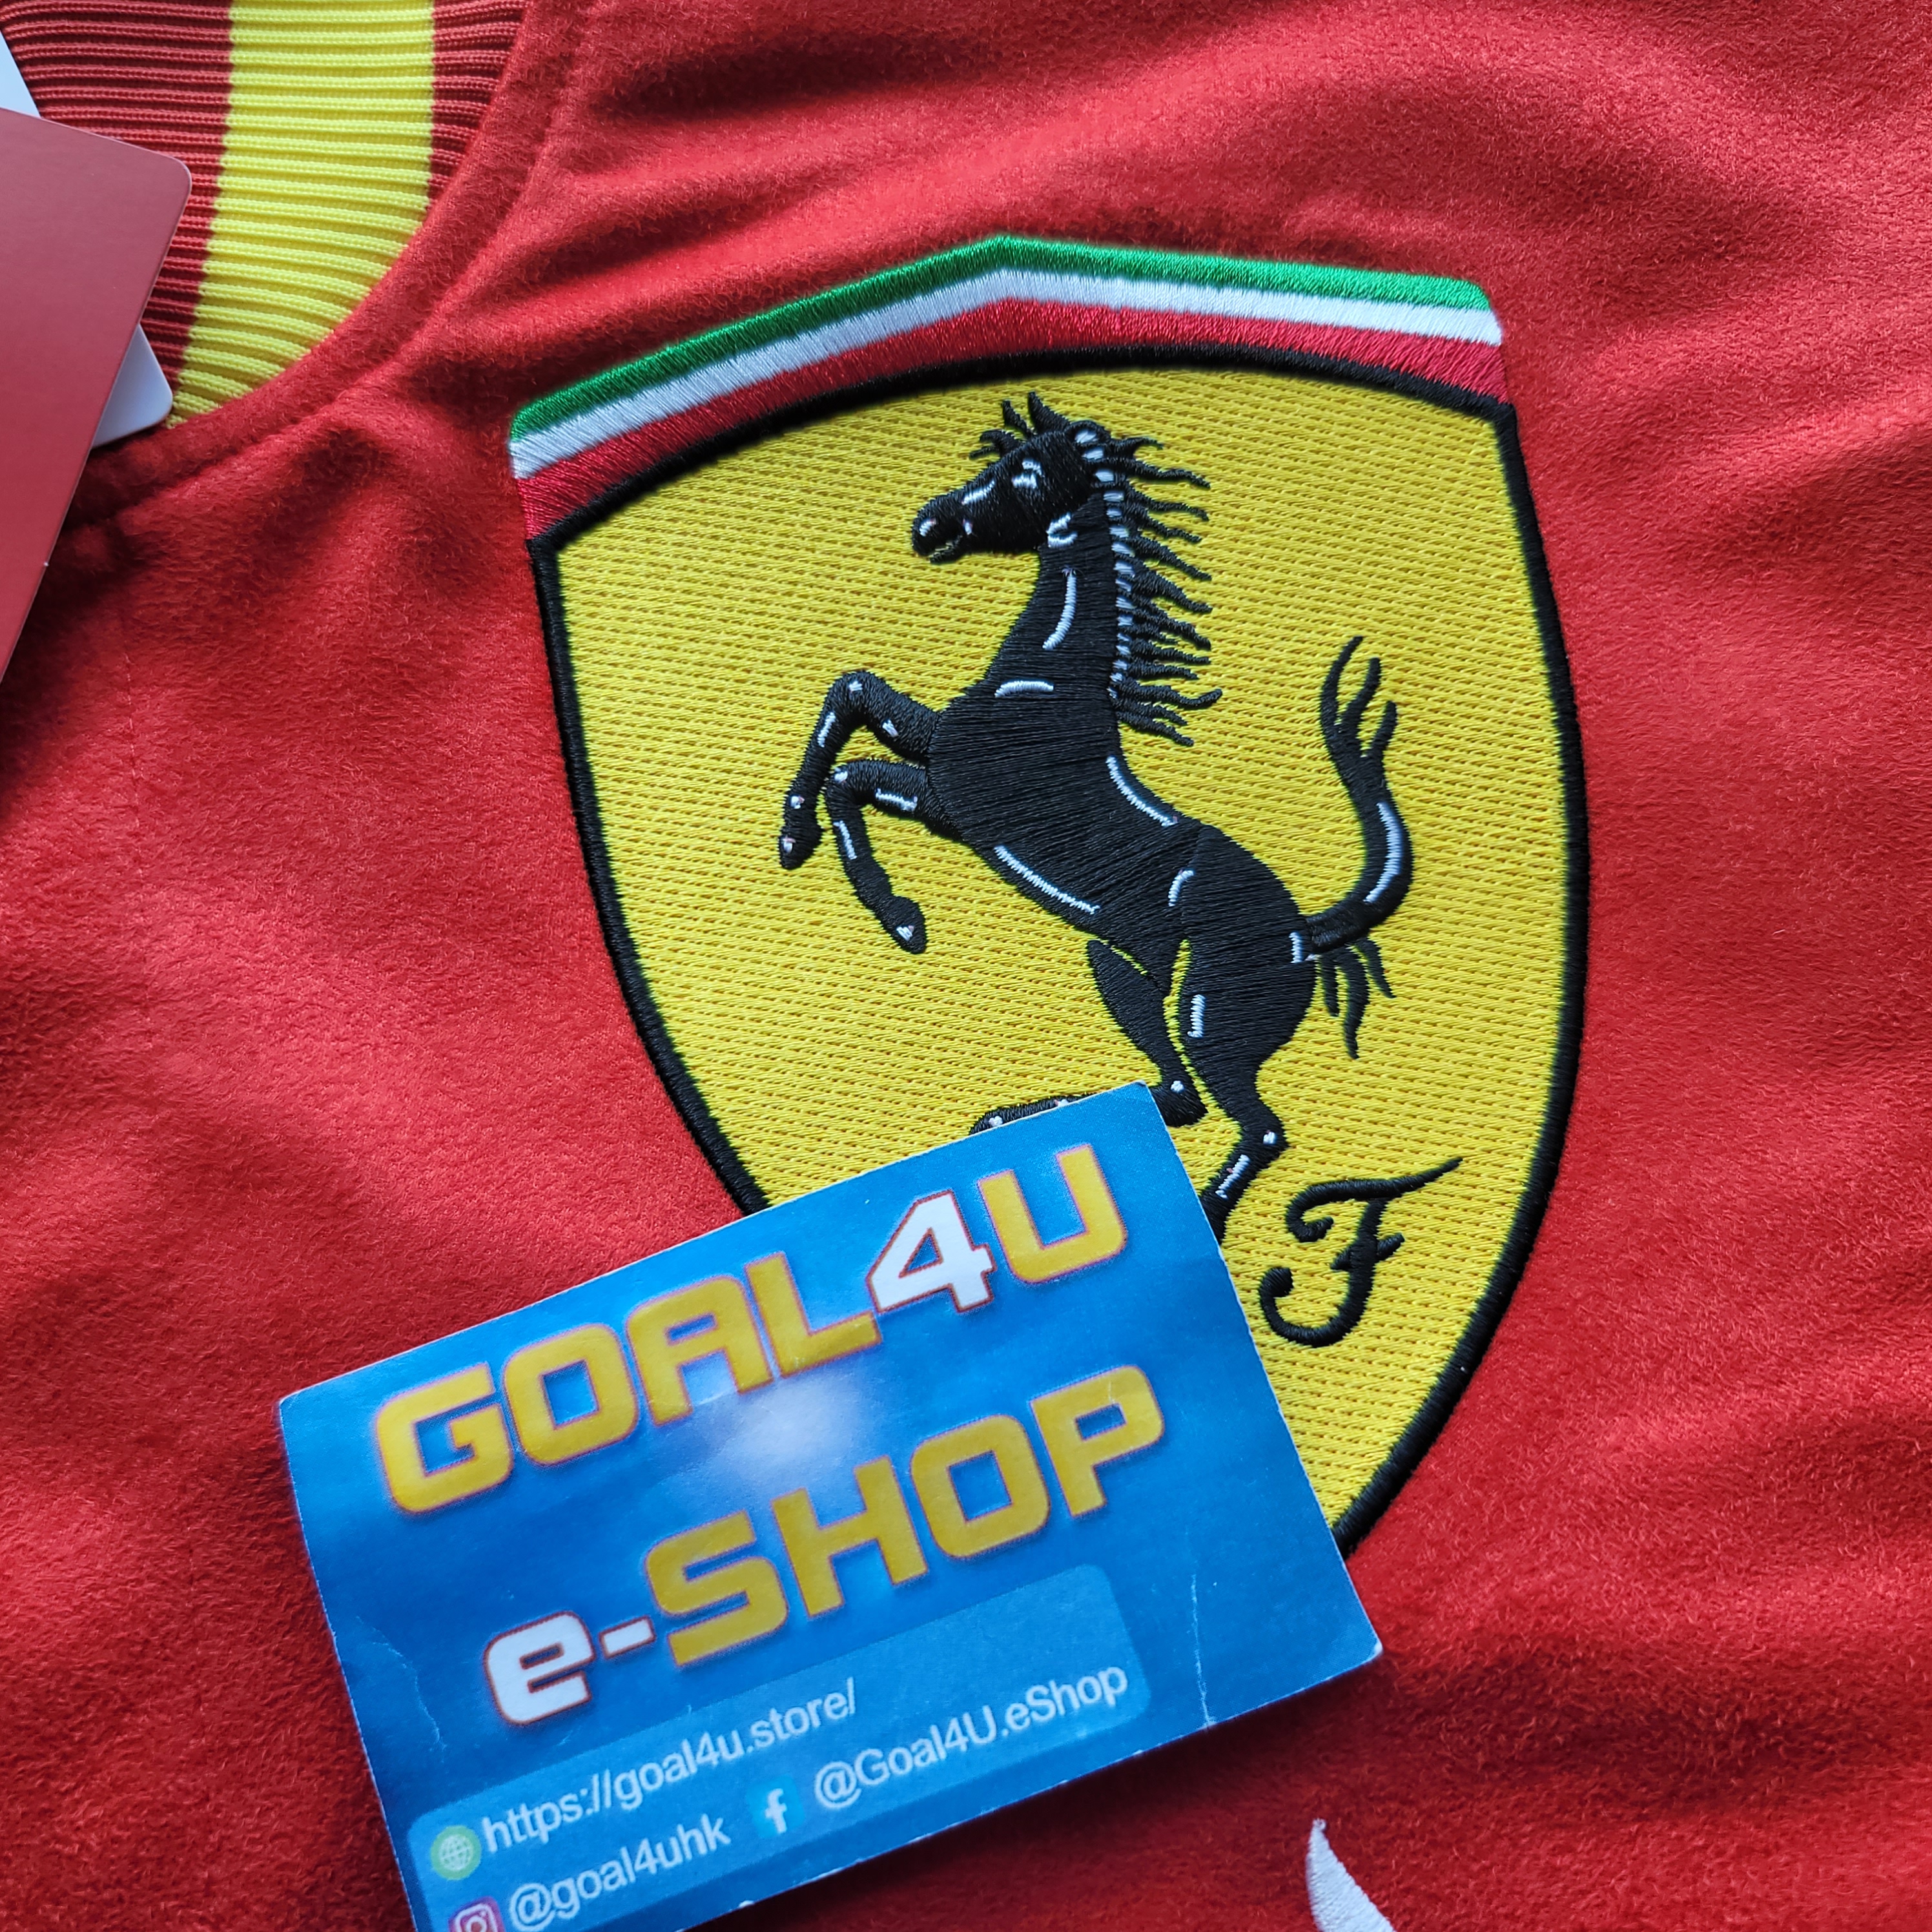 F
GOAL4U
e-SHOP
https://goal4u.store/
@goal4uhk @Goal4U.eShop